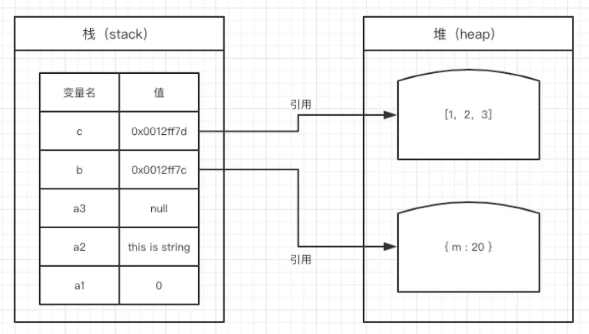 栈（stack）
变量名 值
c 0x0012ff7d
b 0x0012ff7c
a3 null
a2 this is string
a1 0
引用
引用
堆（heap）
[1, 2, 3]
{ m : 20 }